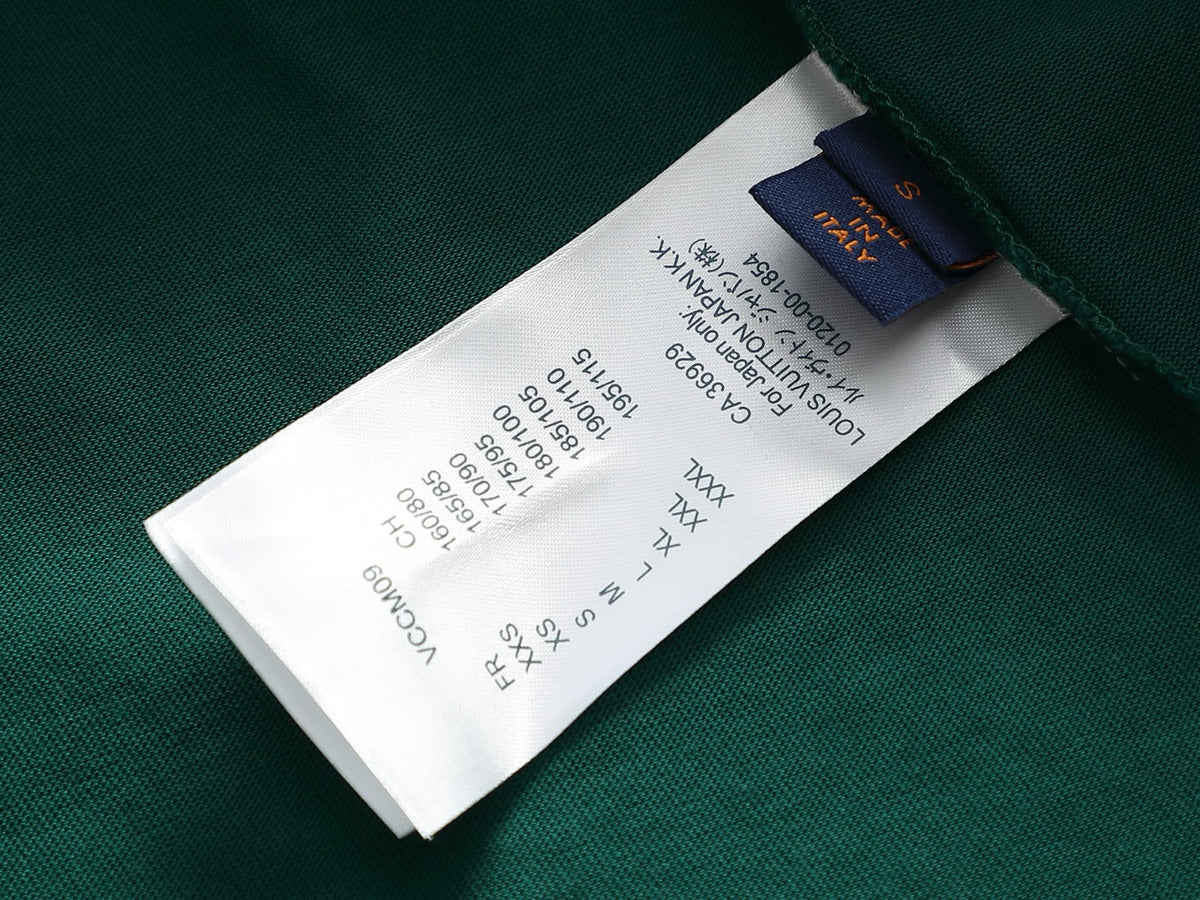 VCCM09
FR CH
XXS 160/80
XS 165/85
S 170/90
M 175/95
L 180/100
XL 185/105
XXL 190/110
XXXL 195/115
CA 36929
For Japan only:
LOUIS VUITTON JAPAN K.K.
ルイ・ヴィトン ジャパン(株)
0120-00-1854
S
MADE
IN
ITALY